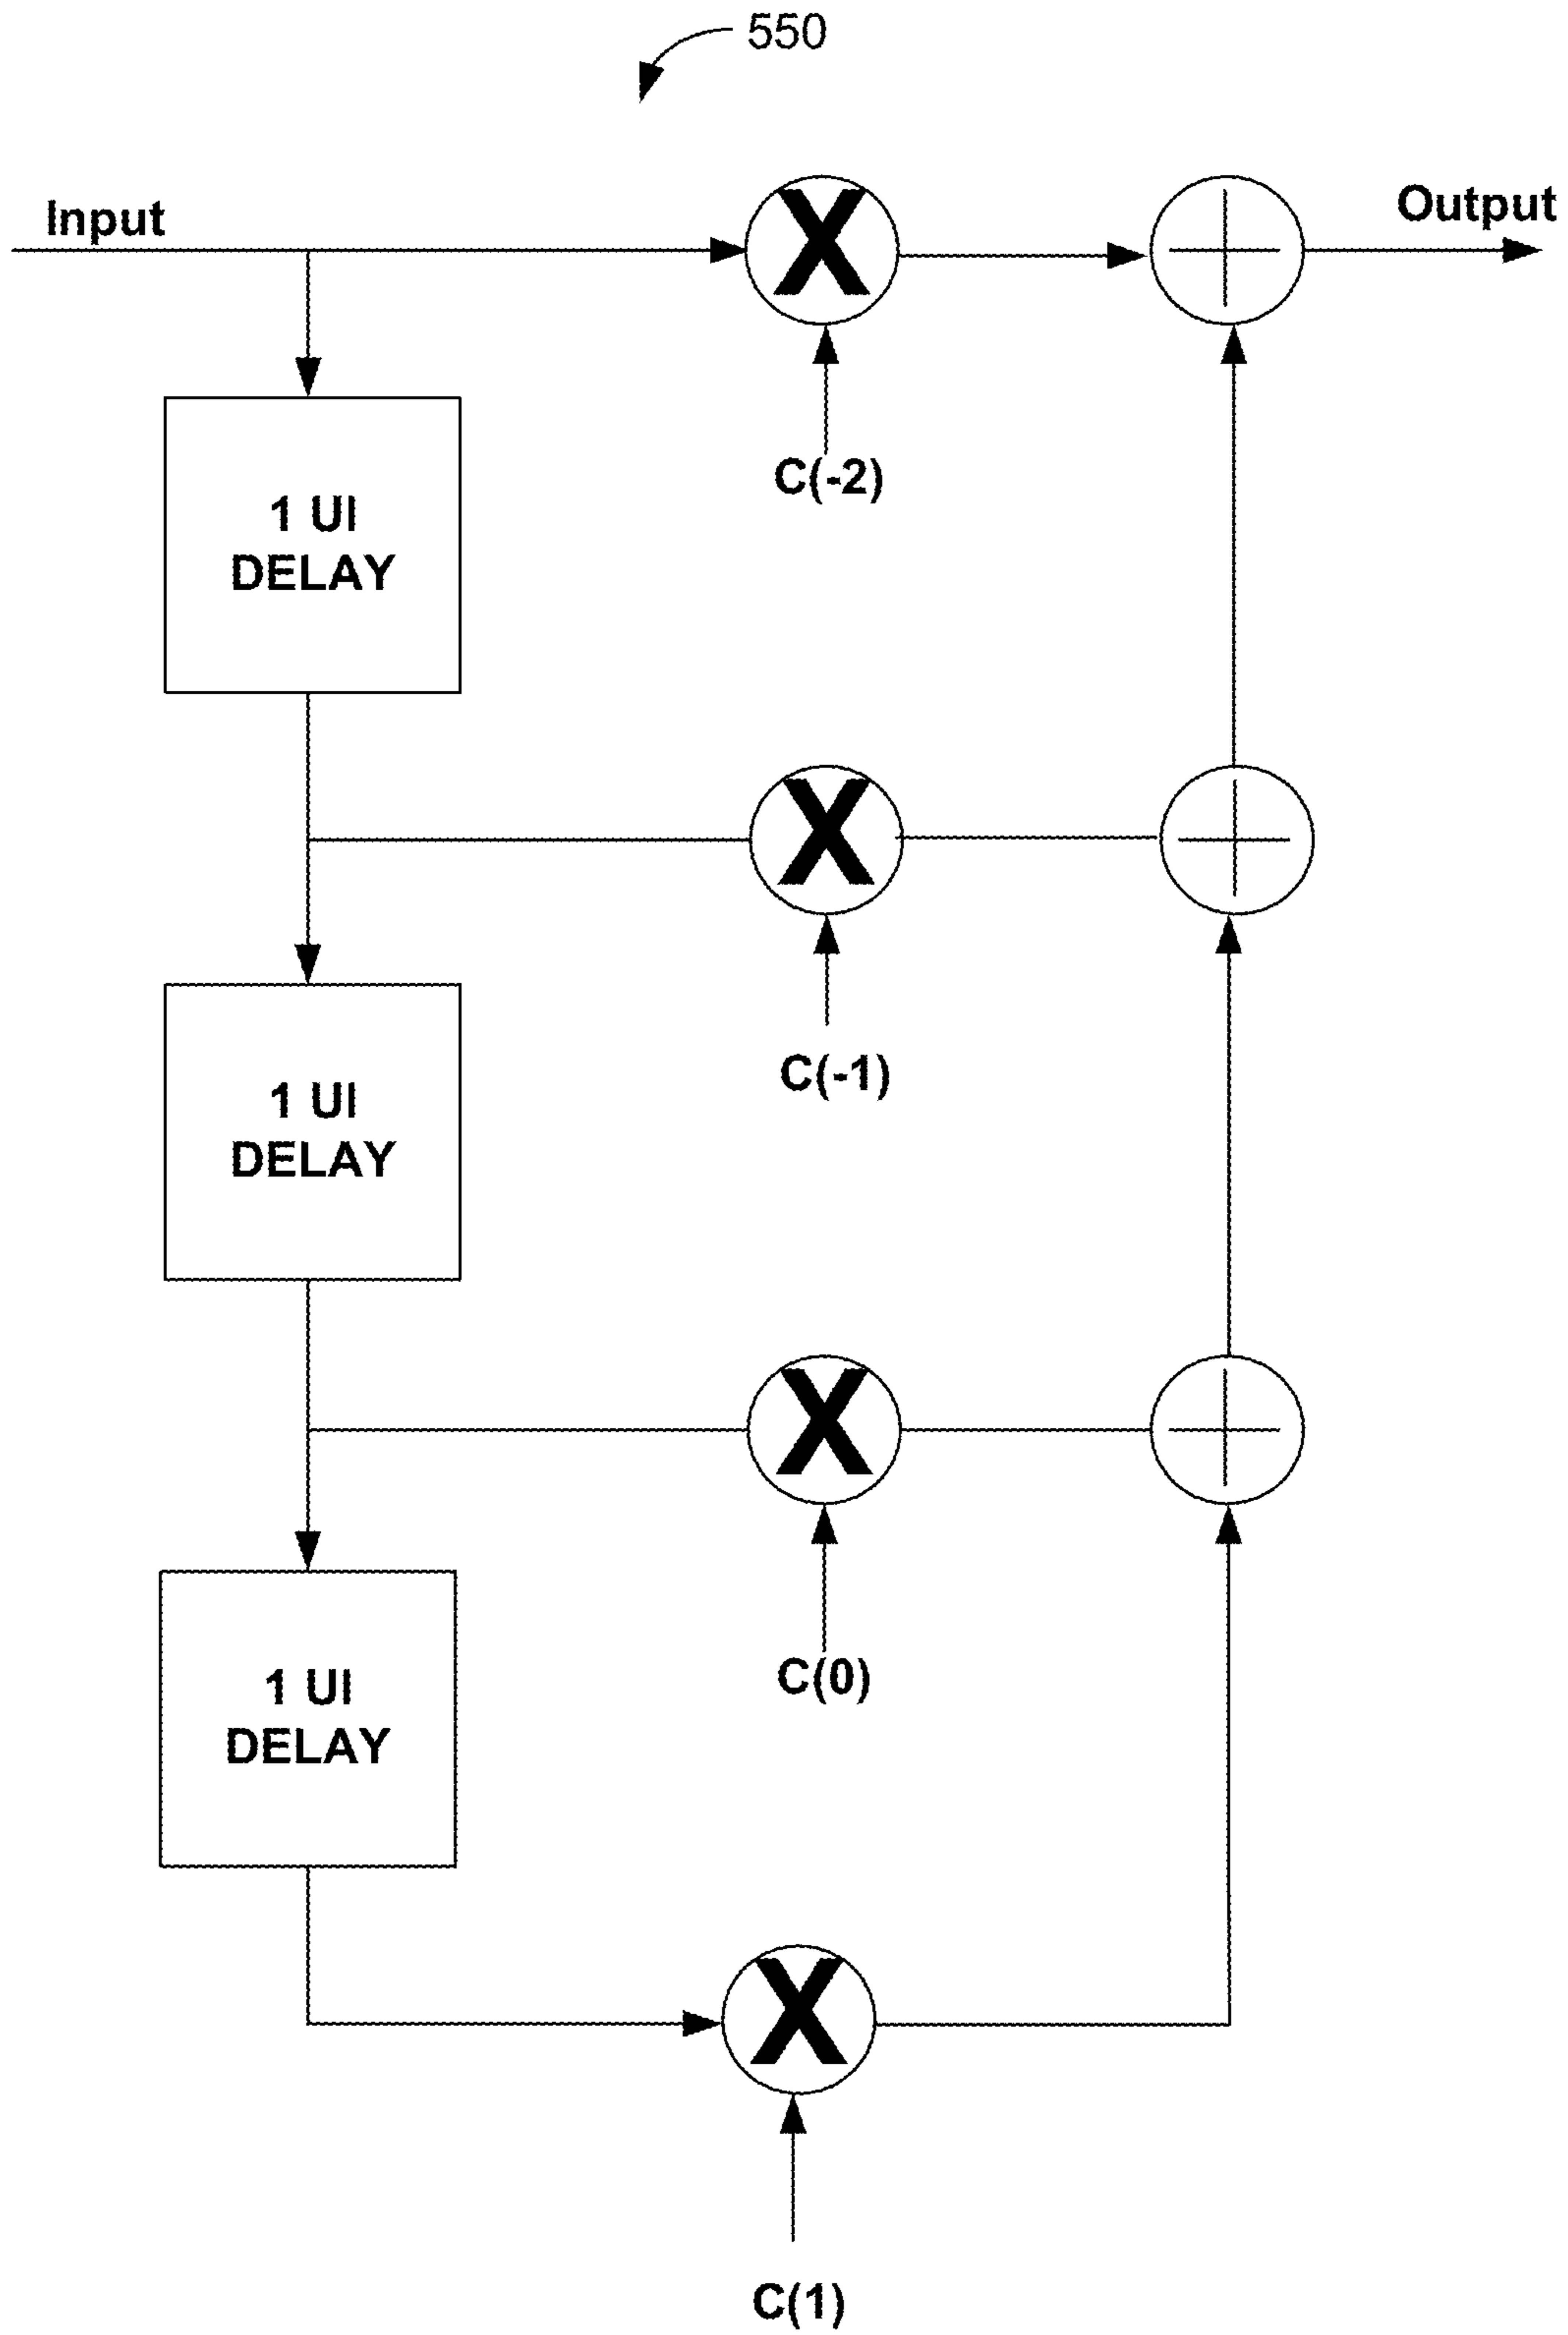 550
Input
Output
C(-2)
1 UI
DELAY
C(-1)
1 UI
DELAY
C(0)
1 UI
DELAY
C(1)